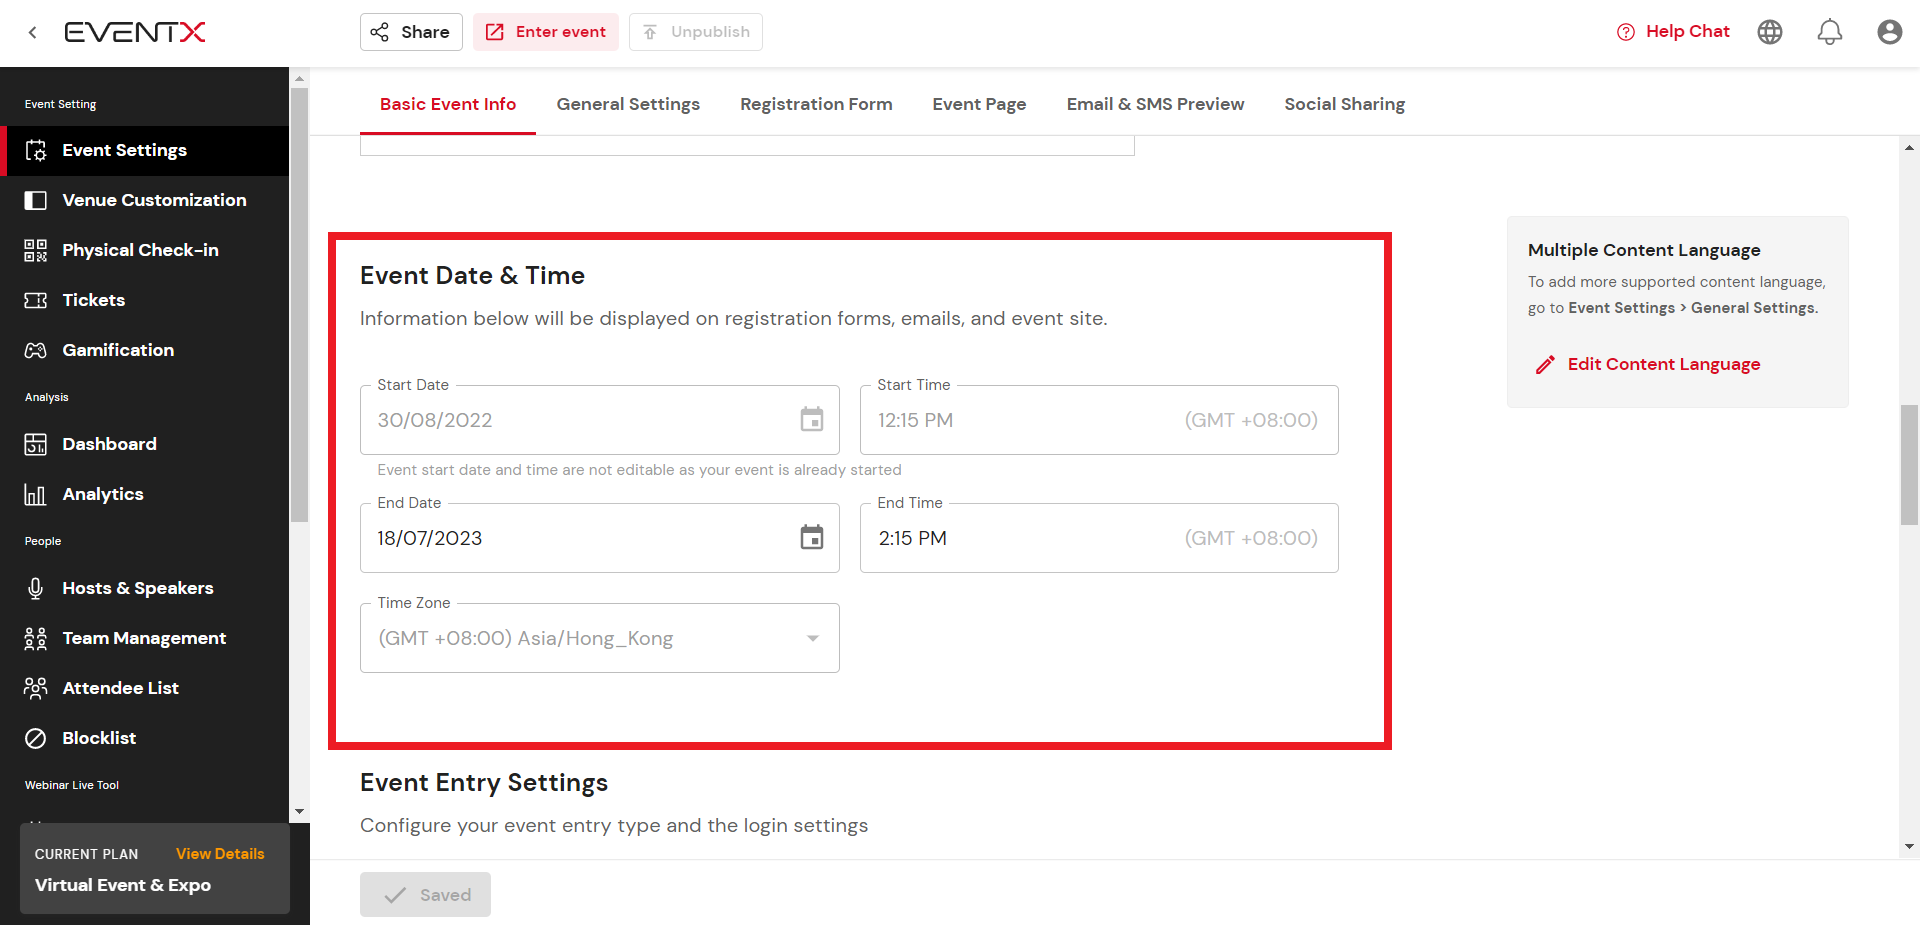 EVENTX
Share
Enter event
Unpublish
Help Chat
Event Setting
Event Settings
Venue Customization
Physical Check-in
Tickets
Gamification
Analysis
Dashboard
Analytics
People
Hosts & Speakers
Team Management
Attendee List
Blocklist
Webinar Live Tool
CURRENT PLAN View Details
Virtual Event & Expo
Basic Event Info General Settings Registration Form Event Page Email & SMS Preview Social Sharing
Event Date & Time
Information below will be displayed on registration forms, emails, and event site.
Start Date
30/08/2022
Start Time
12:15 PM (GMT +08:00)
Event start date and time are not editable as your event is already started
End Date
18/07/2023
End Time
2:15 PM (GMT +08:00)
Time Zone
(GMT +08:00) Asia/Hong_Kong
Event Entry Settings
Configure your event entry type and the login settings
Saved
Multiple Content Language
To add more supported content language,
go to Event Settings > General Settings.
Edit Content Language